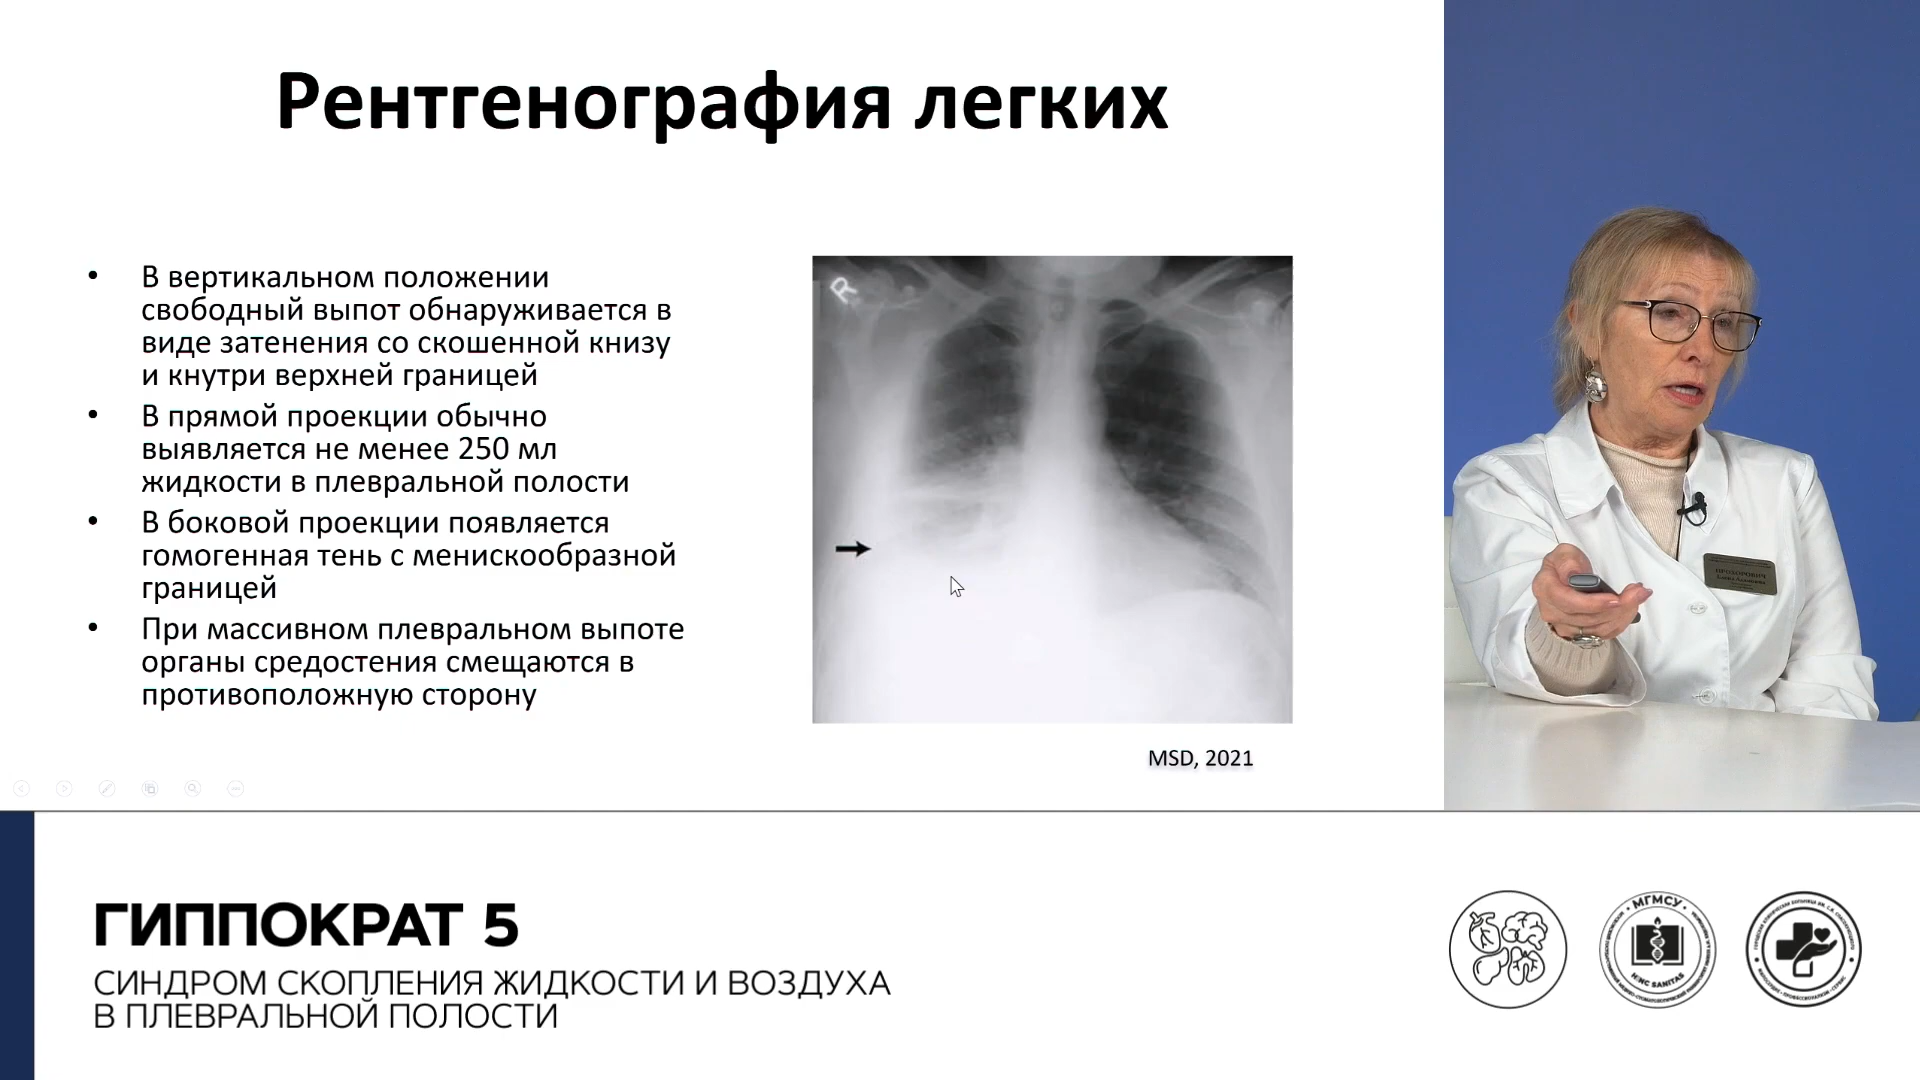 Рентгенография легких
• В вертикальном положении
свободный выпот обнаруживается в
виде затенения со скошенной книзу
и кнутри верхней границей
• В прямой проекции обычно
выявляется не менее 250 мл
жидкости в плевральной полости
• В боковой проекции появляется
гомогенная тень с менискообразной
границей
• При массивном плевральном выпоте
органы средостения смещаются в
противоположную сторону
R
MSD, 2021
ГИППОКРАТ 5
СИНДРОМ СКОПЛЕНИЯ ЖИДКОСТИ И ВОЗДУХА
В ПЛЕВРАЛЬНОЙ ПОЛОСТИ
МГМСУ